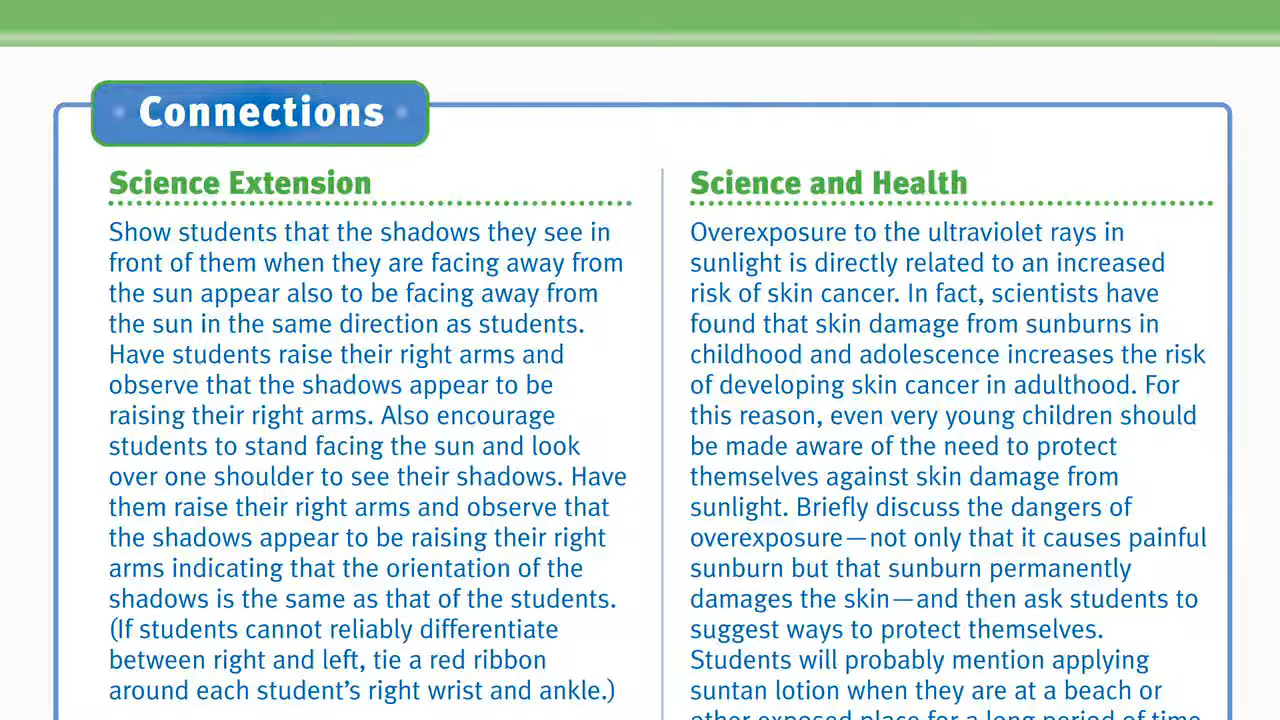 Connections
Science Extension
Show students that the shadows they see in
front of them when they are facing away from
the sun appear also to be facing away from
the sun in the same direction as students.
Have students raise their right arms and
observe that the shadows appear to be
raising their right arms. Also encourage
students to stand facing the sun and look
over one shoulder to see their shadows. Have
them raise their right arms and observe that
the shadows appear to be raising their right
arms indicating that the orientation of the
shadows is the same as that of the students.
(If students cannot reliably differentiate
between right and left, tie a red ribbon
around each student’s right wrist and ankle.)
Science and Health
Overexposure to the ultraviolet rays in
sunlight is directly related to an increased
risk of skin cancer. In fact, scientists have
found that skin damage from sunburns in
childhood and adolescence increases the risk
of developing skin cancer in adulthood. For
this reason, even very young children should
be made aware of the need to protect
themselves against skin damage from
sunlight. Briefly discuss the dangers of
overexposure—not only that it causes painful
sunburn but that sunburn permanently
damages the skin—and then ask students to
suggest ways to protect themselves.
Students will probably mention applying
suntan lotion when they are at a beach or
other exposed place for a long period of time